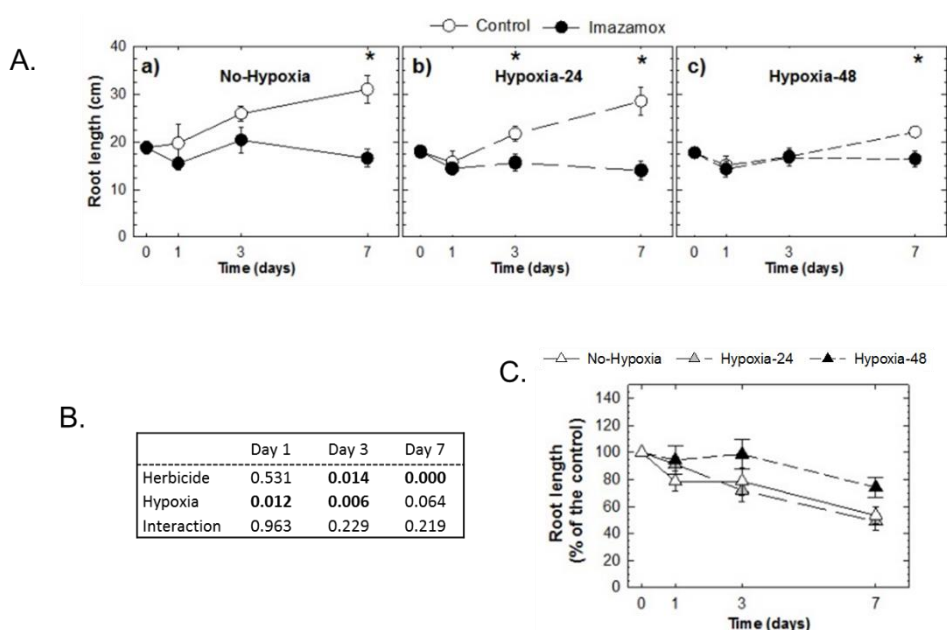 Control Imazamox
A.
a) No-Hypoxia *
b) Hypoxia-24 * *
c) Hypoxia-48 *
Root length (cm)
40
30
20
10
0
0 1 3 7
0 1 3 7
0 1 3 7
Time (days) Time (days) Time (days)
B.
Day 1 Day 3 Day 7
Herbicide 0.531 0.014 0.000
Hypoxia 0.012 0.006 0.064
Interaction 0.963 0.229 0.219
C.
No-Hypoxia Hypoxia-24 Hypoxia-48
Root length
(% of the control)
140
120
100
80
60
40
20
0
0 1 3 7
Time (days)